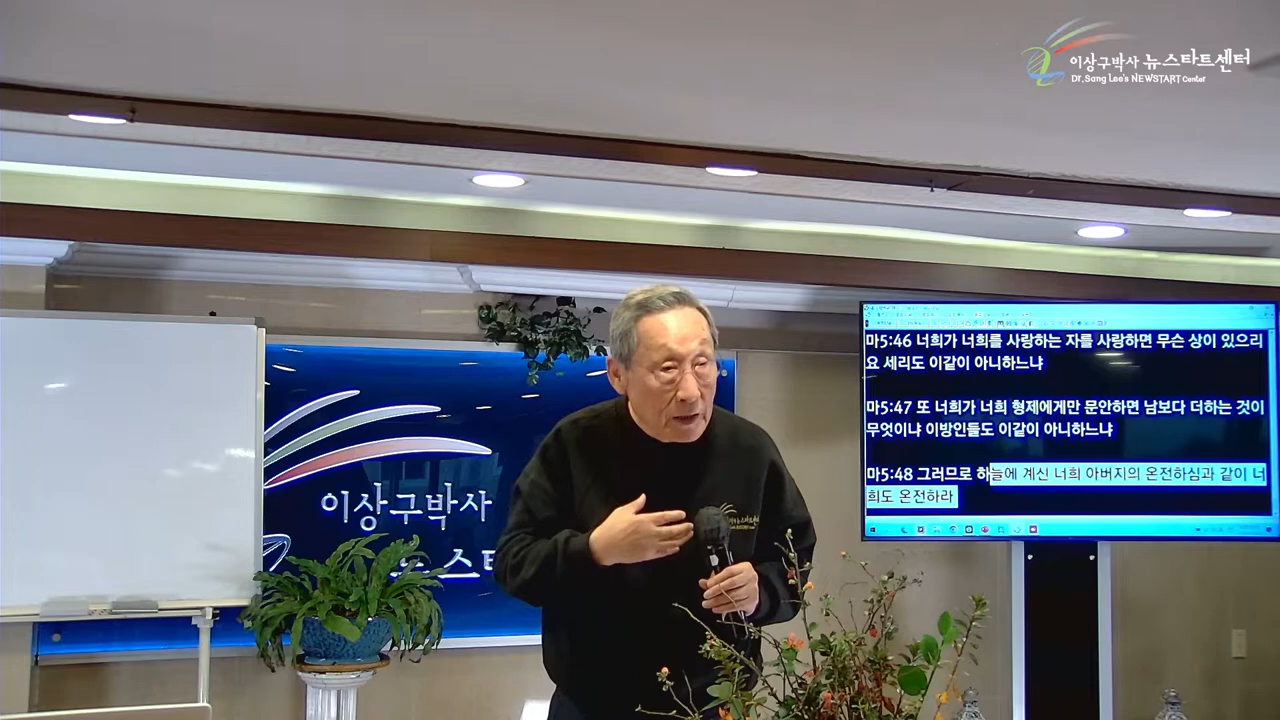 이상구박사 뉴스타트센터
Dr. Sang Lee's NEWSTART Center
마5:46 너희가 너희를 사랑하는 자를 사랑하면 무슨 상이 있으리
요 세리도 이같이 아니하느냐
마5:47 또 너희가 너희 형제에게만 문안하면 남보다 더하는 것이
무엇이냐 이방인들도 이같이 아니하느냐
마5:48 그러므로 하늘에 계신 너희 아버지의 온전하심과 같이 너
희도 온전하라
이상구박사